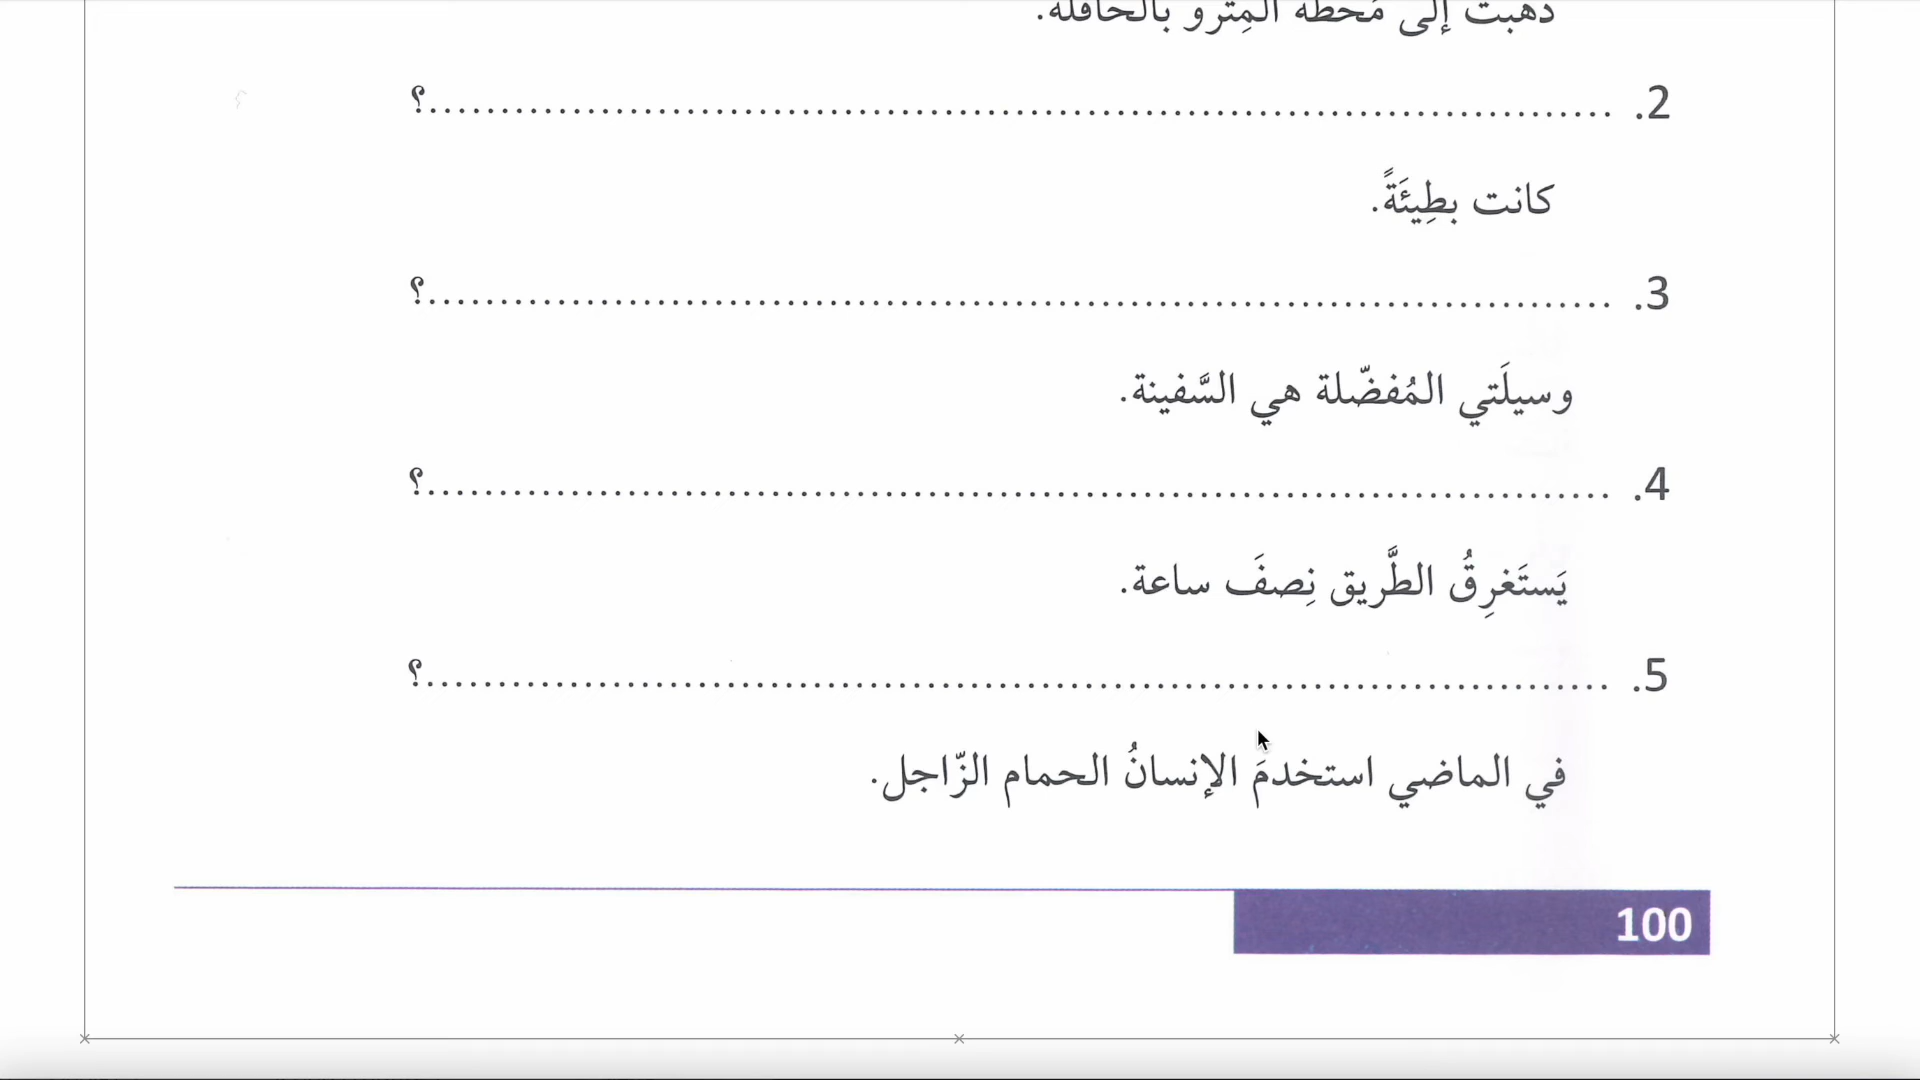 ذهبت إلى مَحطة المِترو بالحافلة.
2. ...................................................................................؟
كانت بطِيئَةً.
3. ...................................................................................؟
وسيلَتي المُفضّلة هي السَّفينة.
4. ...................................................................................؟
يَستَغرِقُ الطَّريق نِصفَ ساعة.
5. ...................................................................................؟
في الماضي استخدمَ الإنسانُ الحمام الزّاجل.
100